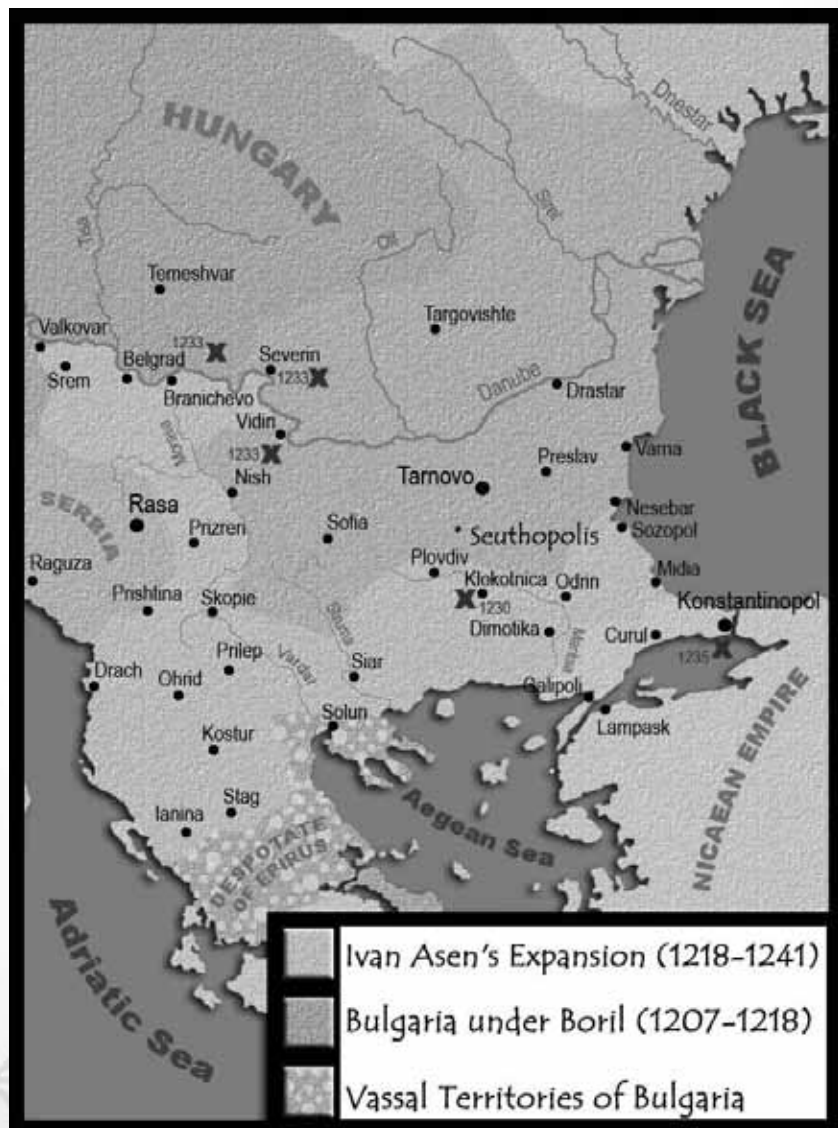 HUNGARY
Dnestar
Siret
Tea
Olt
Temeshvar
Targovishte
BLACK SEA
Valkovar
1233
Severin
Srem
Belgrad
1233
Danube
Drastar
Branichevo
Vidin
Morava
1233
Varna
Preslav
Tarnovo
Nish
SERBIA
Rasa
Nesebar
Sofia
Seuthopolis
Sozopol
Prizren
Raguza
Plovdiv
Midia
Prishtina
Skopie
Klokotnica
Odrin
1230
Konstantinopol
Struma
Dimotika
Curul
Maritsa
1235
Prilep
Vardar
Siar
Drach
Ohrid
Galipoli
Solun
Lampask
Kostur
Aegean Sea
NICAEAN EMPIRE
Stag
Ianina
DESPOTATE
OF EPIRUS
Adriatic Sea
Ivan Asen's Expansion (1218-1241)
Bulgaria under Boril (1207-1218)
Vassal Territories of Bulgaria